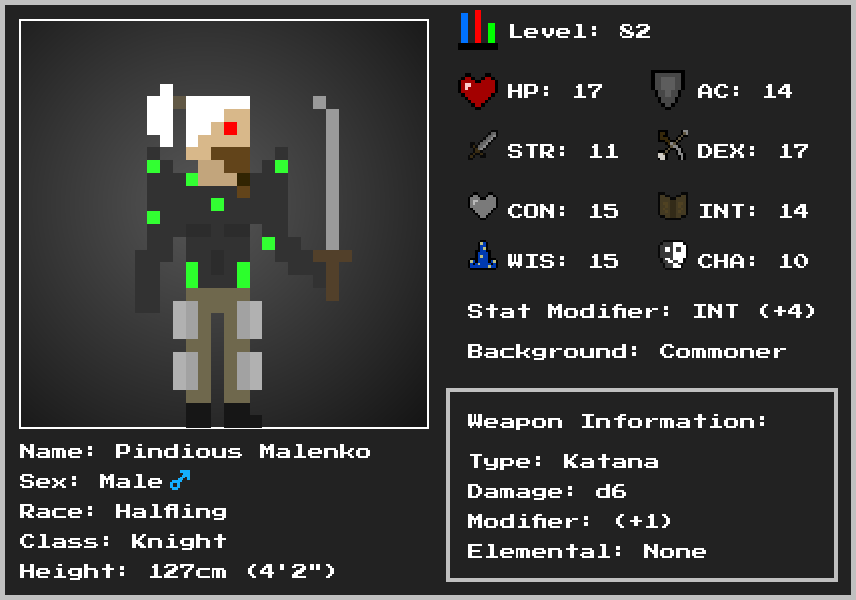 Level: 82
HP: 17 AC: 14
STR: 11 DEX: 17
CON: 15 INT: 14
WIS: 15 CHA: 10
Stat Modifier: INT (+4)
Background: Commoner
Weapon Information:
Type: Katana
Damage: d6
Modifier: (+1)
Elemental: None
Name: Pindious Malenko
Sex: Male♂
Race: Halfling
Class: Knight
Height: 127cm (4'2")